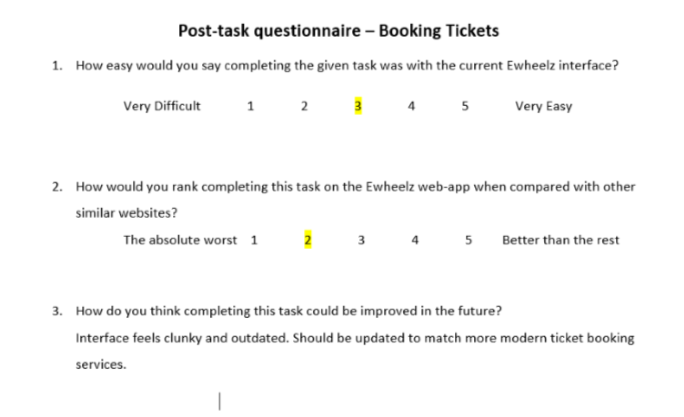 Post-task questionnaire – Booking Tickets
1. How easy would you say completing the given task was with the current Ewheelz interface?
Very Difficult 1 2 3 4 5 Very Easy
2. How would you rank completing this task on the Ewheelz web-app when compared with other
similar websites?
The absolute worst 1 2 3 4 5 Better than the rest
3. How do you think completing this task could be improved in the future?
Interface feels clunky and outdated. Should be updated to match more modern ticket booking
services.